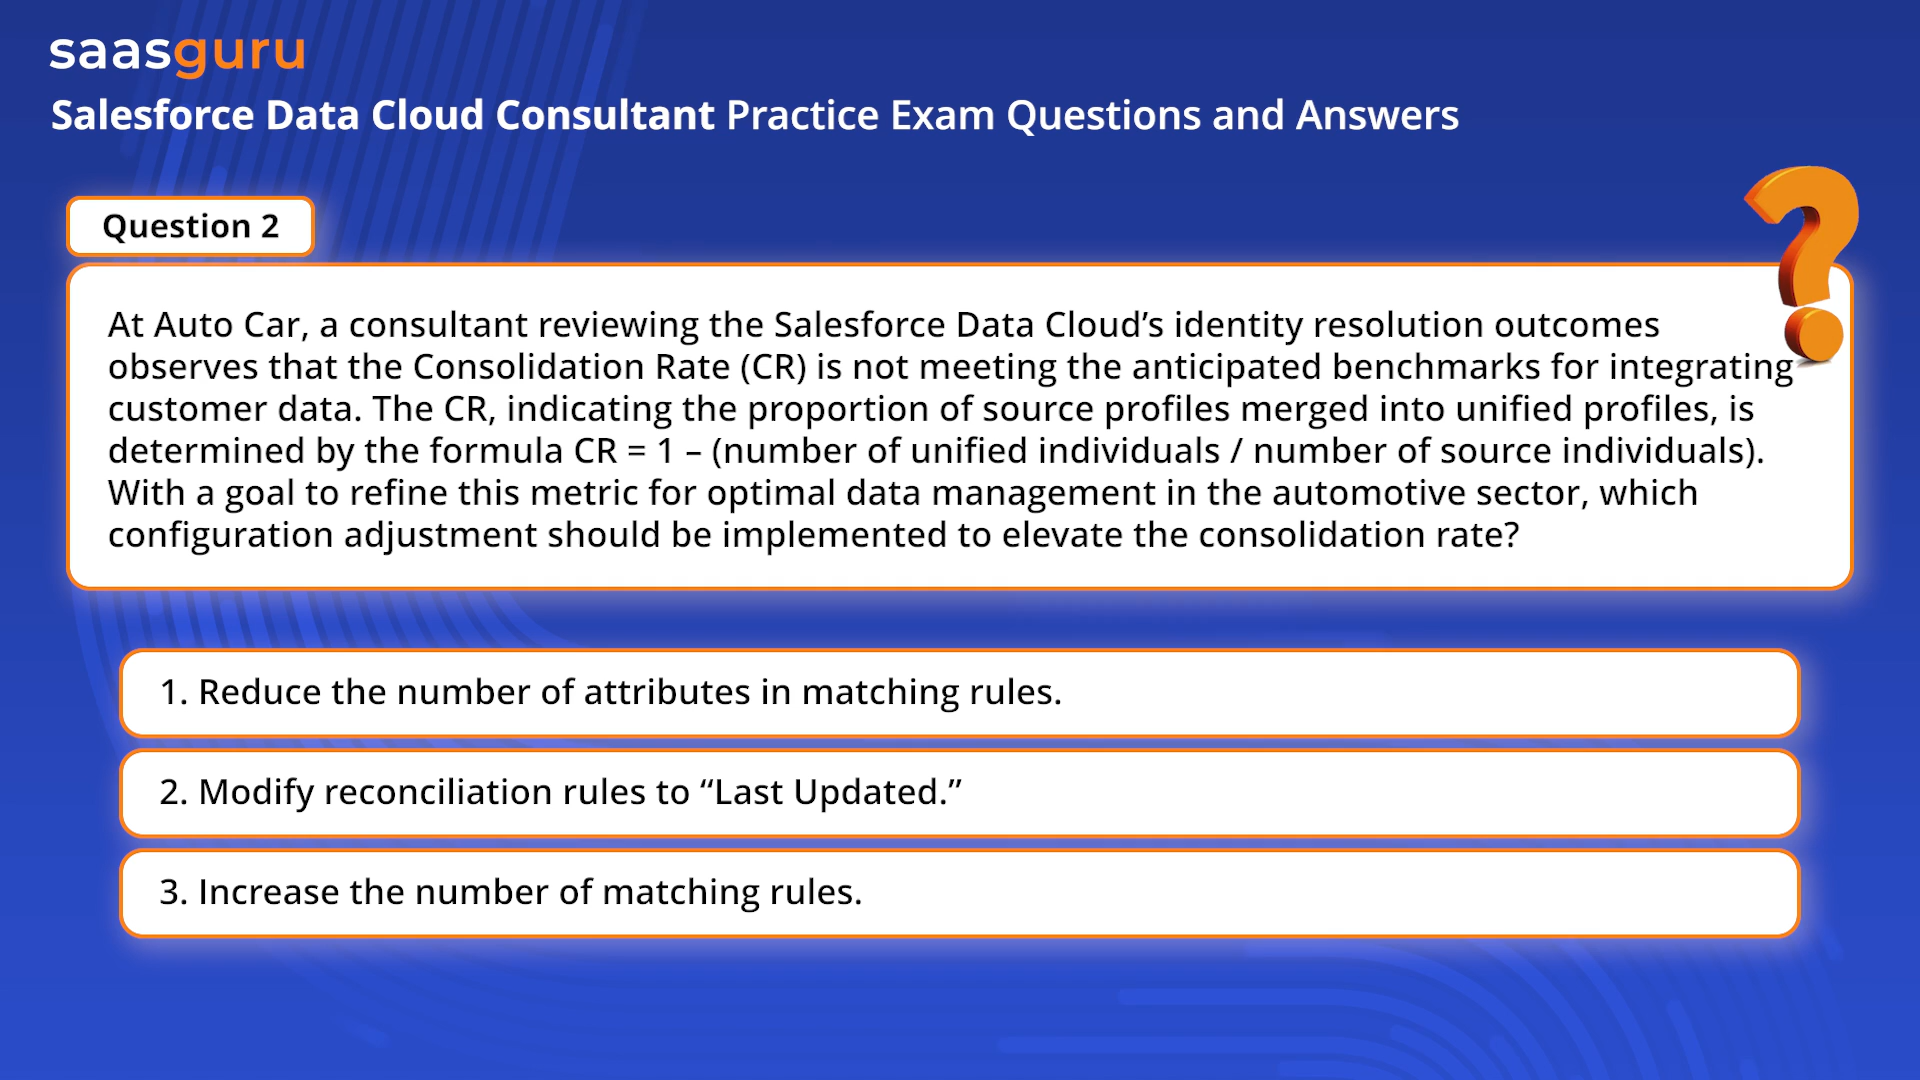 saasguru
Salesforce Data Cloud Consultant Practice Exam Questions and Answers
Question 2
At Auto Car, a consultant reviewing the Salesforce Data Cloud’s identity resolution outcomes
observes that the Consolidation Rate (CR) is not meeting the anticipated benchmarks for integrating
customer data. The CR, indicating the proportion of source profiles merged into unified profiles, is
determined by the formula CR = 1 – (number of unified individuals / number of source individuals).
With a goal to refine this metric for optimal data management in the automotive sector, which
configuration adjustment should be implemented to elevate the consolidation rate?
1. Reduce the number of attributes in matching rules.
2. Modify reconciliation rules to “Last Updated.”
3. Increase the number of matching rules.